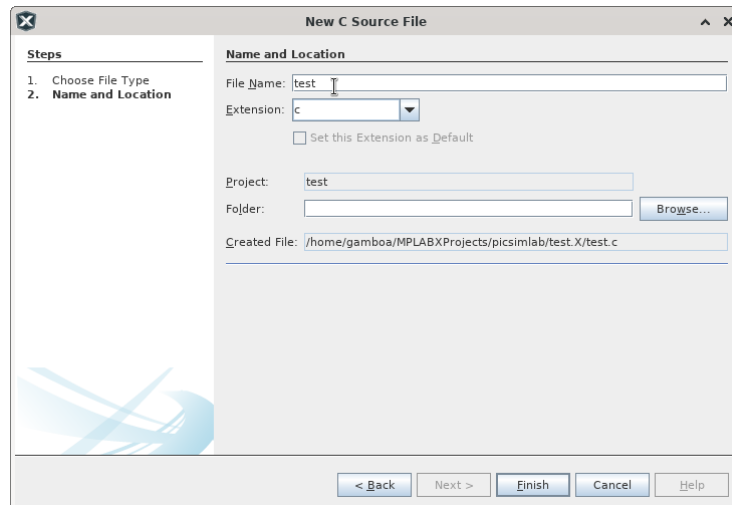 New C Source File
Steps
1. Choose File Type
2. Name and Location
Name and Location
File Name: test
Extension: c
Set this Extension as Default
Project: test
Folder:
Browse...
Created File: /home/gamboa/MPLABXProjects/picsimlab/test.X/test.c
< Back
Next >
Finish
Cancel
Help